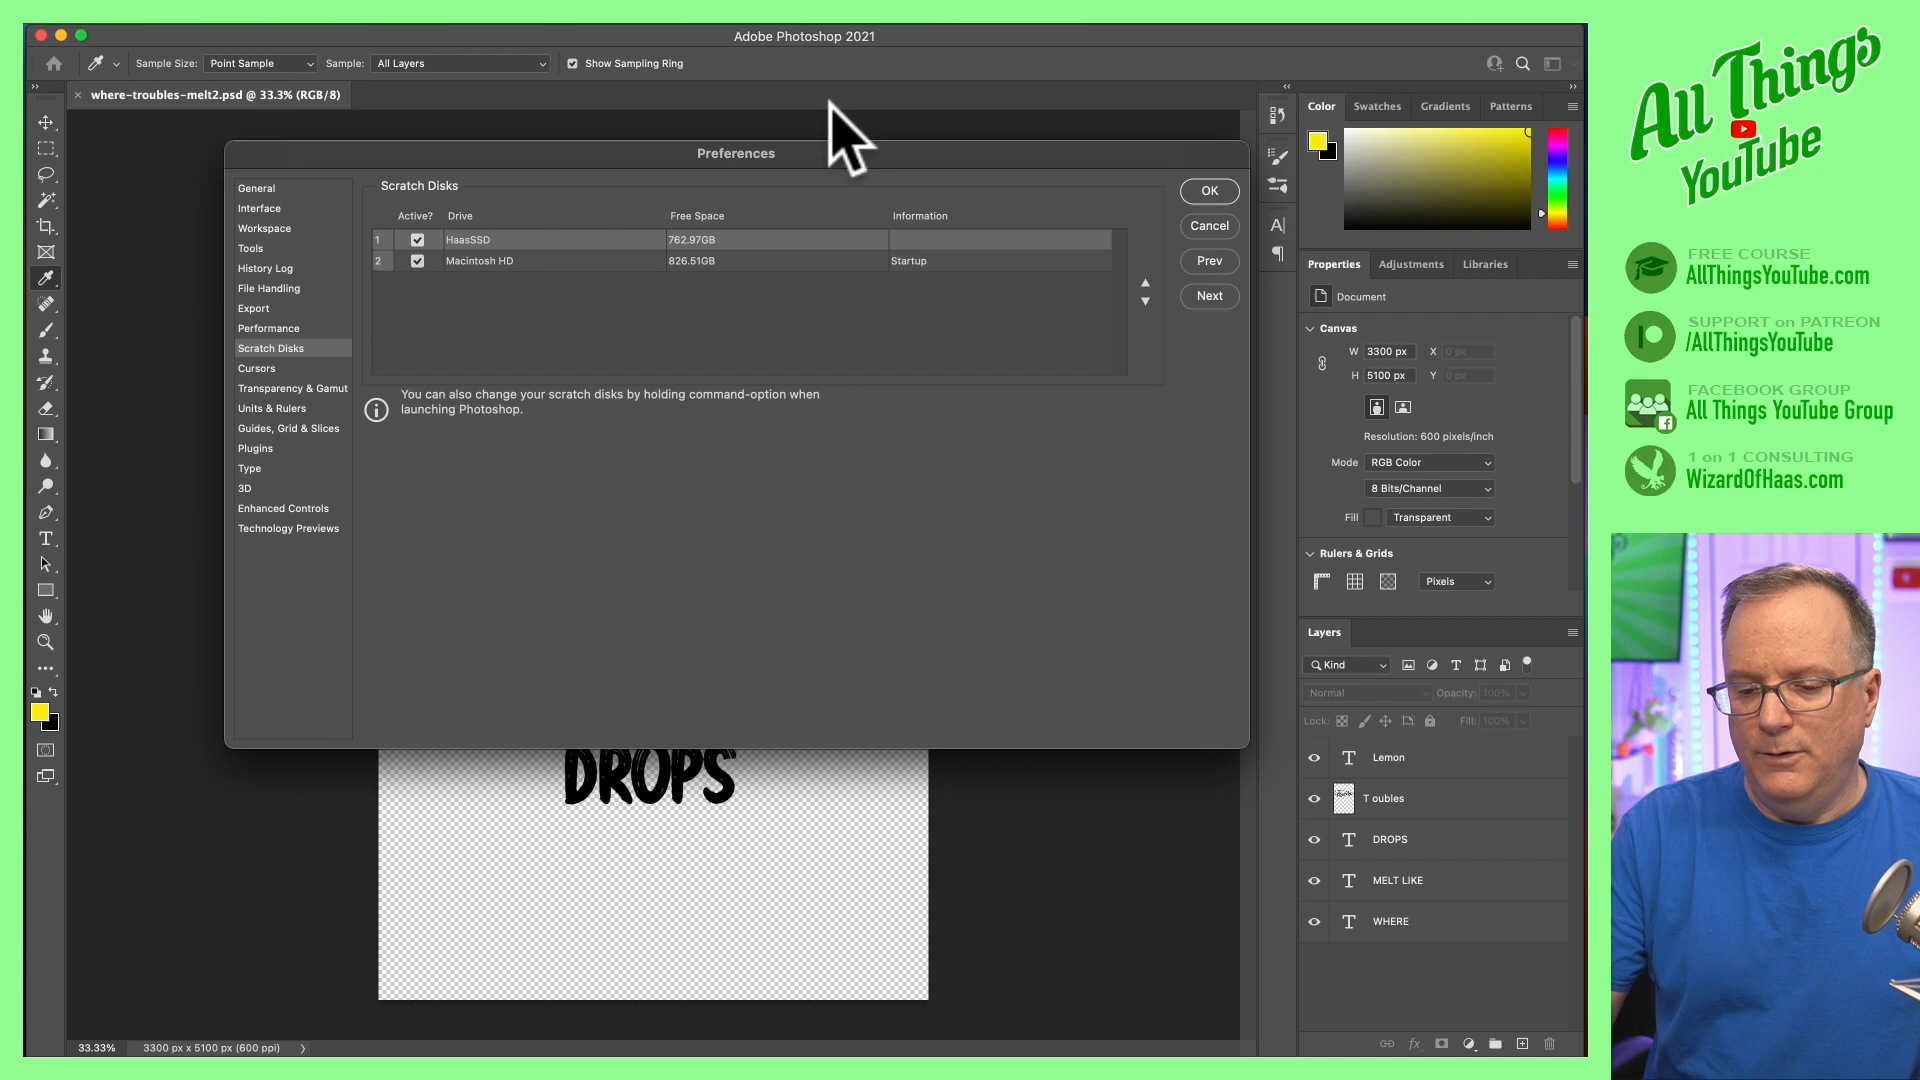 Adobe Photoshop 2021
Sample Size: Point Sample Sample: All Layers Show Sampling Ring
where-troubles-melt2.psd @ 33.3% (RGB/8)
Preferences
General
Interface
Workspace
Tools
History Log
File Handling
Export
Performance
Scratch Disks
Cursors
Transparency & Gamut
Units & Rulers
Guides, Grid & Slices
Plugins
Type
3D
Enhanced Controls
Technology Previews
Scratch Disks
Active? Drive Free Space Information
1 HaasSSD 762.97GB
2 Macintosh HD 826.51GB Startup
You can also change your scratch disks by holding command-option when
launching Photoshop.
OK
Cancel
Prev
Next
DROPS
33.33% 3300 px x 5100 px (600 ppi)
Color Swatches Gradients Patterns
Properties Adjustments Libraries
Document
Canvas
W 3300 px X 0 px
H 5100 px Y 0 px
Resolution: 600 pixels/inch
Mode RGB Color
8 Bits/Channel
Fill Transparent
Rulers & Grids
Pixels
Layers
Kind
Normal Opacity: 100%
Lock: Fill: 100%
Lemon
T oubles
DROPS
MELT LIKE
WHERE
All Things
YouTube
FREE COURSE
AllThingsYouTube.com
SUPPORT on PATREON
/AllThingsYouTube
FACEBOOK GROUP
All Things YouTube Group
1 on 1 CONSULTING
WizardOfHaas.com